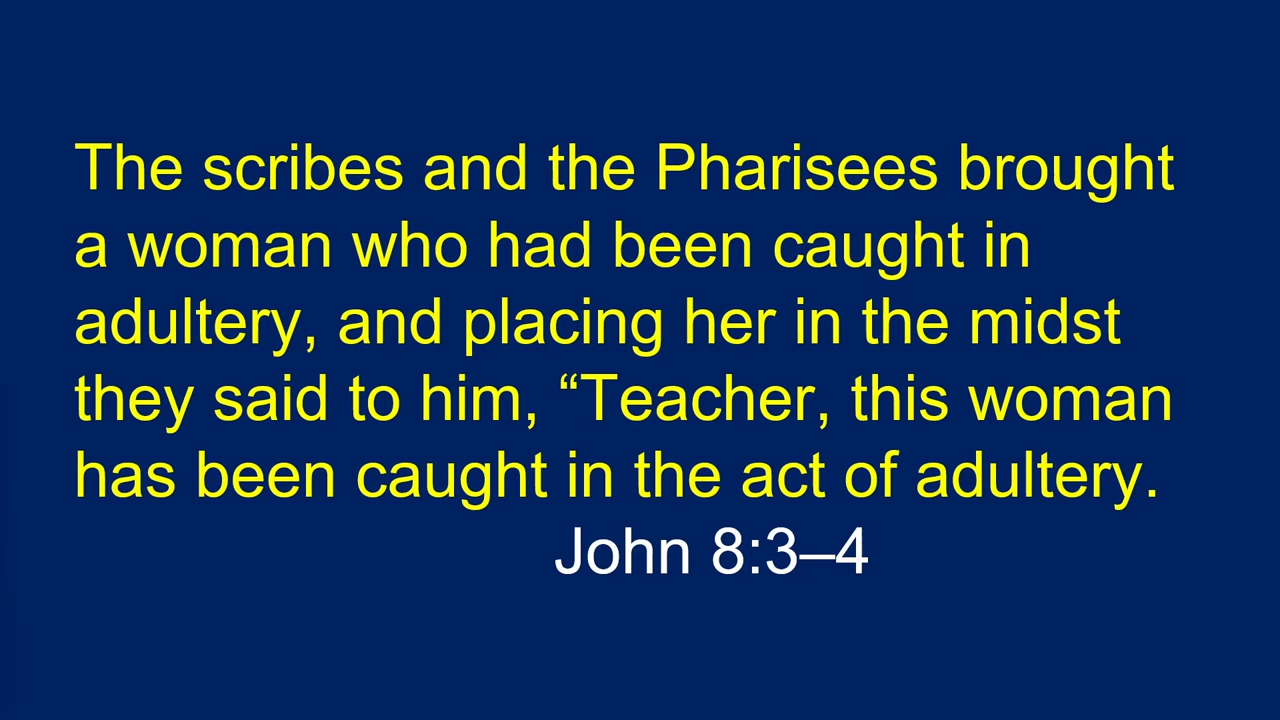 The scribes and the Pharisees brought
a woman who had been caught in
adultery, and placing her in the midst
they said to him, “Teacher, this woman
has been caught in the act of adultery.
John 8:3–4